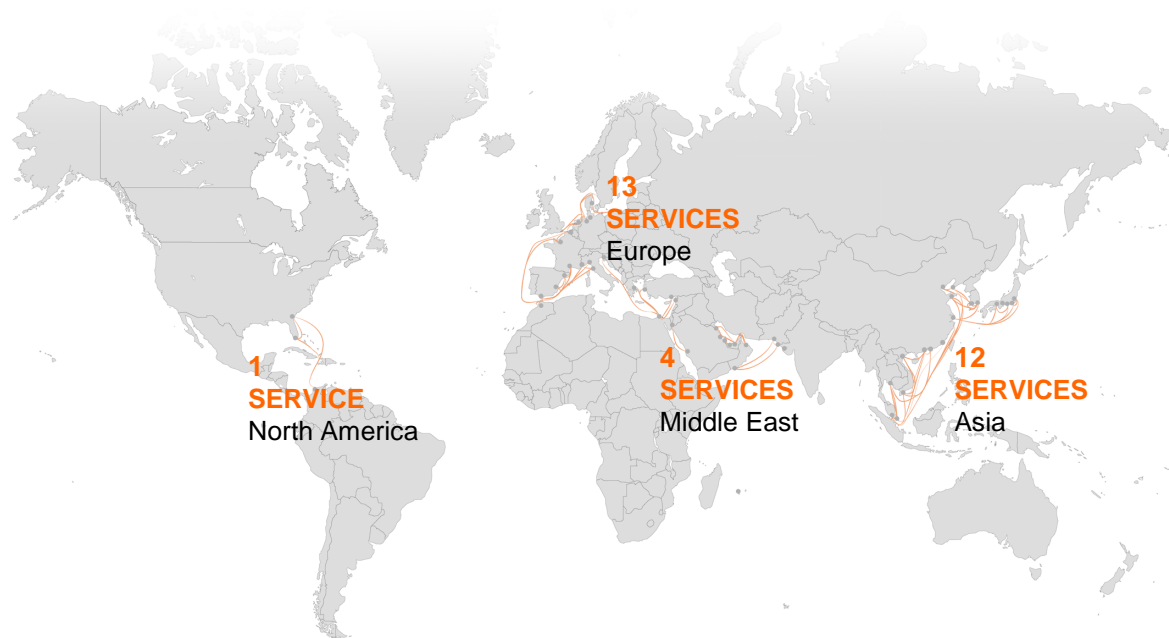 13
SERVICES
Europe
1
SERVICE
North America
4
SERVICES
Middle East
12
SERVICES
Asia